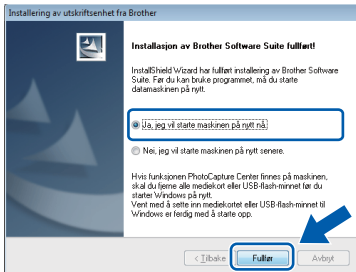 Installering av utskriftsenhet fra Brother
Installasjon av Brother Software Suite fullført!
InstallShield Wizard har fullført installering av Brother Software
Suite. Før du kan bruke programmet, må du starte
datamaskinen på nytt.
Ja, jeg vil starte maskinen på nytt nå.
Nei, jeg vil starte maskinen på nytt senere.
Hvis funksjonen PhotoCapture Center finnes på maskinen,
skal du fjerne alle mediekort eller USB-flash-minnet før du
starter Windows på nytt.
Vent med å sette inn mediekortet eller USB-flash-minnet til
Windows er ferdig med å starte opp.
< Tilbake Fullfør Avbryt